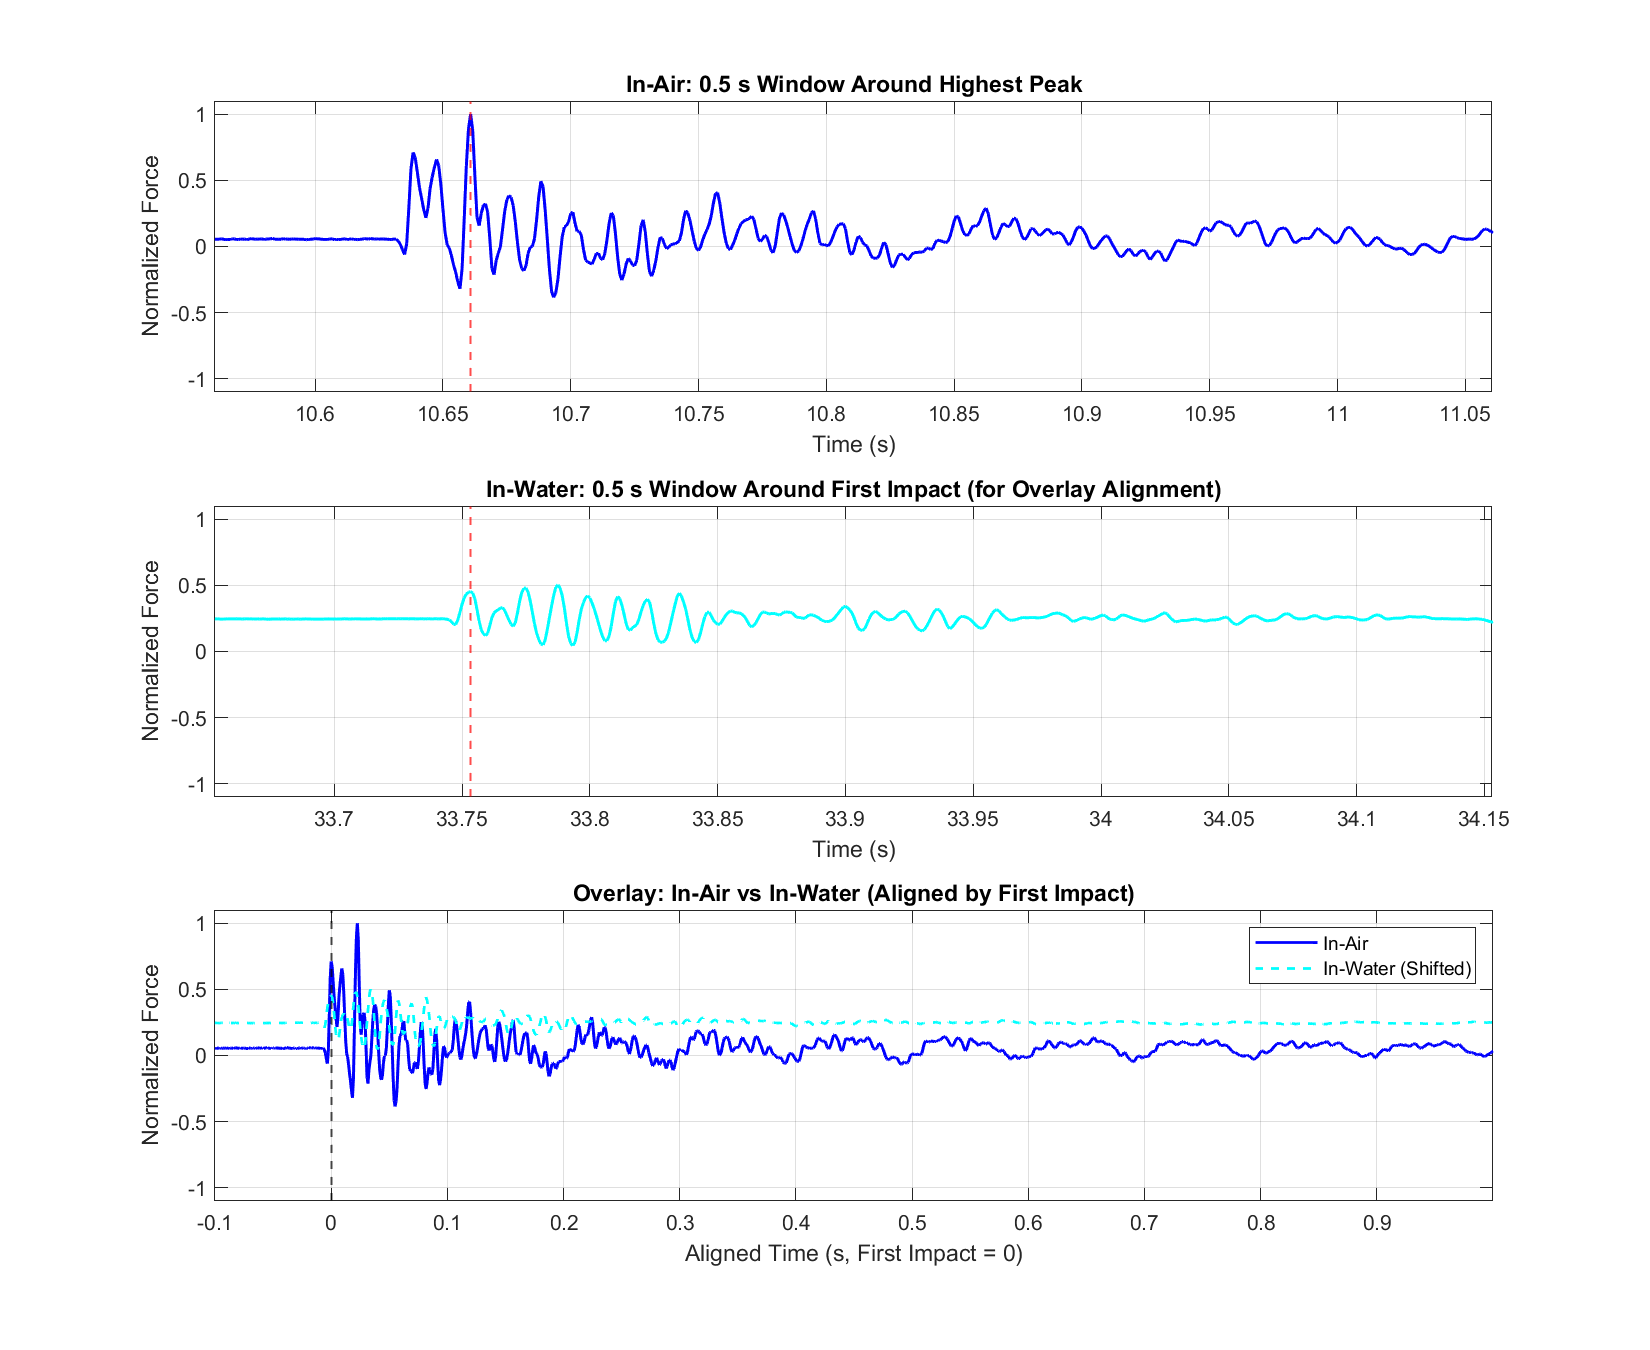 In-Air: 0.5 s Window Around Highest Peak
1
0.5
0
-0.5
-1
Normalized Force
10.6 10.65 10.7 10.75 10.8 10.85 10.9 10.95 11 11.05
Time (s)
In-Water: 0.5 s Window Around First Impact (for Overlay Alignment)
1
0.5
0
-0.5
-1
Normalized Force
33.7 33.75 33.8 33.85 33.9 33.95 34 34.05 34.1 34.15
Time (s)
Overlay: In-Air vs In-Water (Aligned by First Impact)
1
0.5
0
-0.5
-1
Normalized Force
In-Air
In-Water (Shifted)
-0.1 0 0.1 0.2 0.3 0.4 0.5 0.6 0.7 0.8 0.9
Aligned Time (s, First Impact = 0)